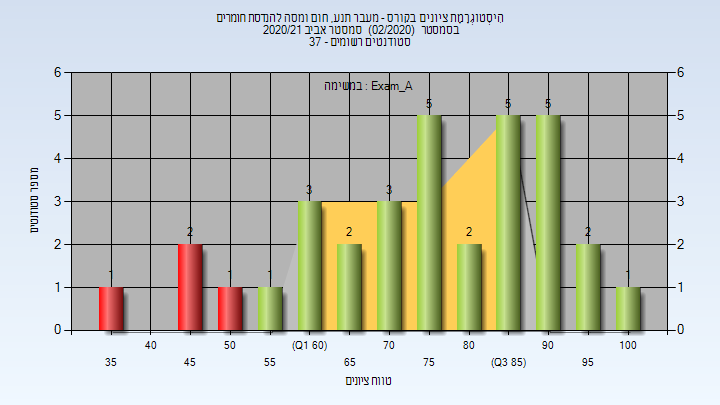 הִיסְטוֹגְרָמַת ציונים בקורס - מעבר תנע, חום ומסה להנדסת חומרים
בסמסטר (02/2020) סמסטר אביב 2020/21
סטודנטים רשומים - 37
במשימה : Exam_A
מספר סטודנטים
6 6
5 5
4 4
3 3
2 2
1 1
0 0
1 2 1 1 3 2 3 5 2 5 5 2 1
40 50 (Q1 60) 70 80 90 100
35 45 55 65 75 (Q3 85) 95
טווח ציונים